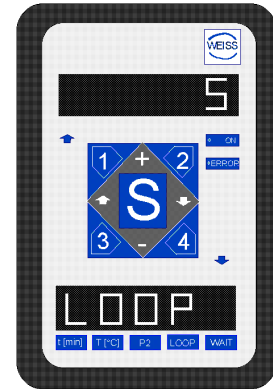 WEISS
5
ON
ERROR
1 + 2
S
3 - 4
LOOP
t [min] T [°C] P2 LOOP WAIT